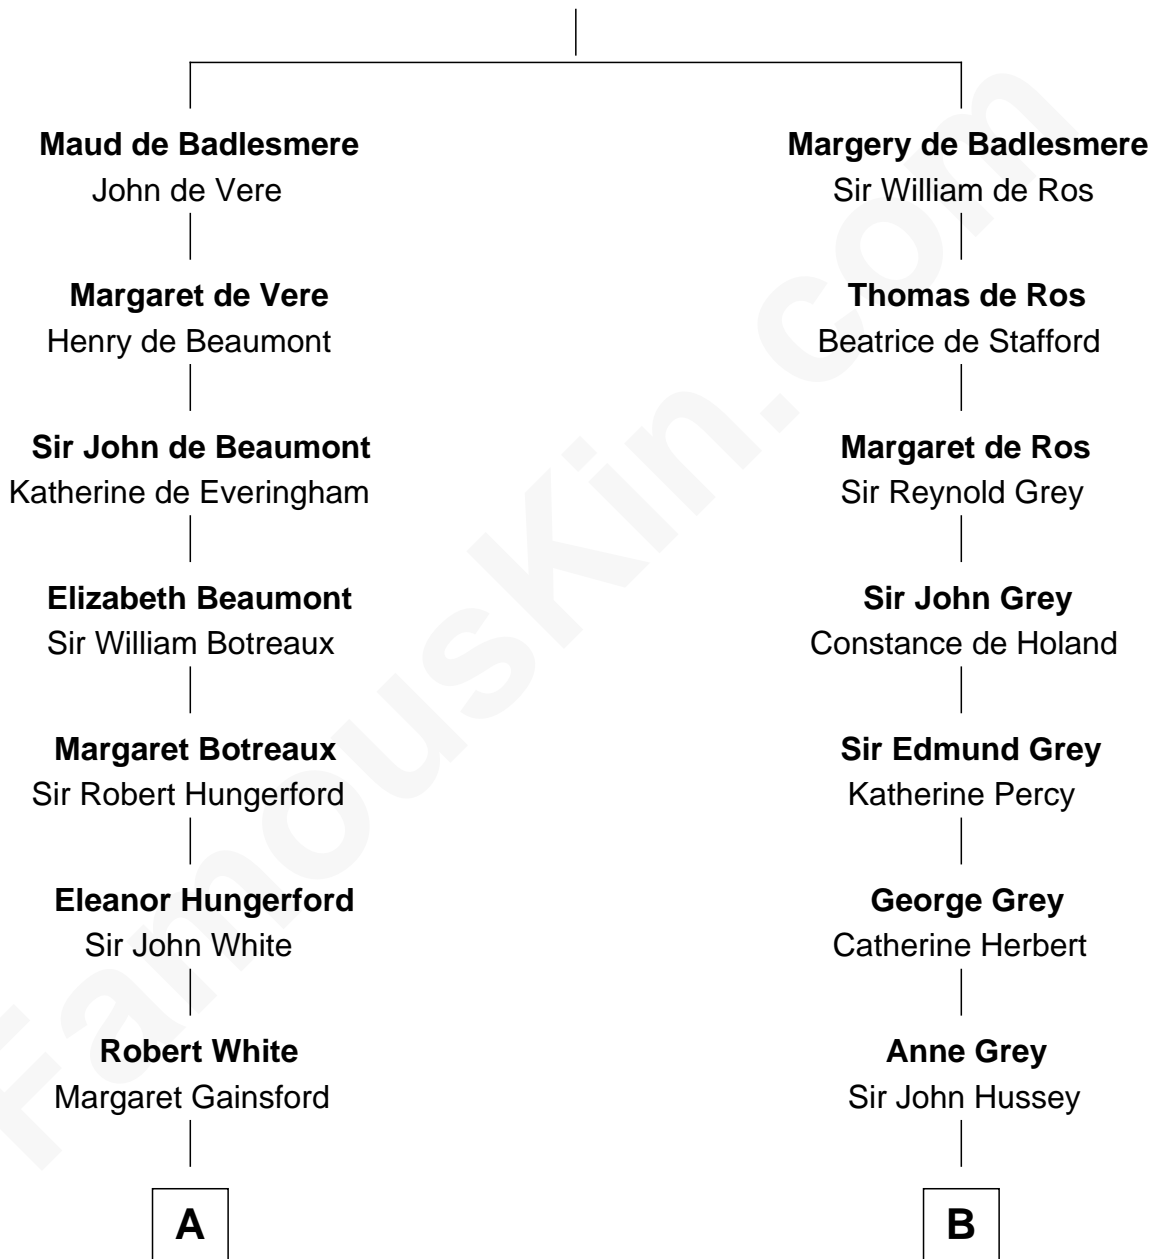 Maud de Badlesmere
John de Vere
Margaret de Vere
Henry de Beaumont
Sir John de Beaumont
Katherine de Everingham
Elizabeth Beaumont
Sir William Botreaux
Margaret Botreaux
Sir Robert Hungerford
Eleanor Hungerford
Sir John White
Robert White
Margaret Gainsford
A
Margery de Badlesmere
Sir William de Ros
Thomas de Ros
Beatrice de Stafford
Margaret de Ros
Sir Reynold Grey
Sir John Grey
Constance de Holand
Sir Edmund Grey
Katherine Percy
George Grey
Catherine Herbert
Anne Grey
Sir John Hussey
B
FamousKin.com